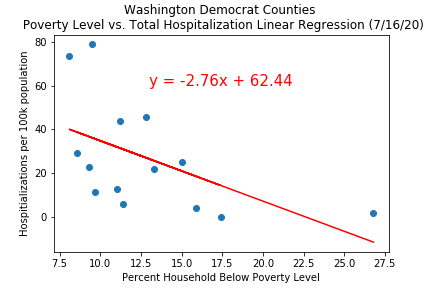 Washington Democrat Counties
Poverty Level vs. Total Hospitalization Linear Regression (7/16/20)
y = -2.76x + 62.44
Hospitializations per 100k population
80
60
40
20
0
7.5 10.0 12.5 15.0 17.5 20.0 22.5 25.0 27.5
Percent Household Below Poverty Level